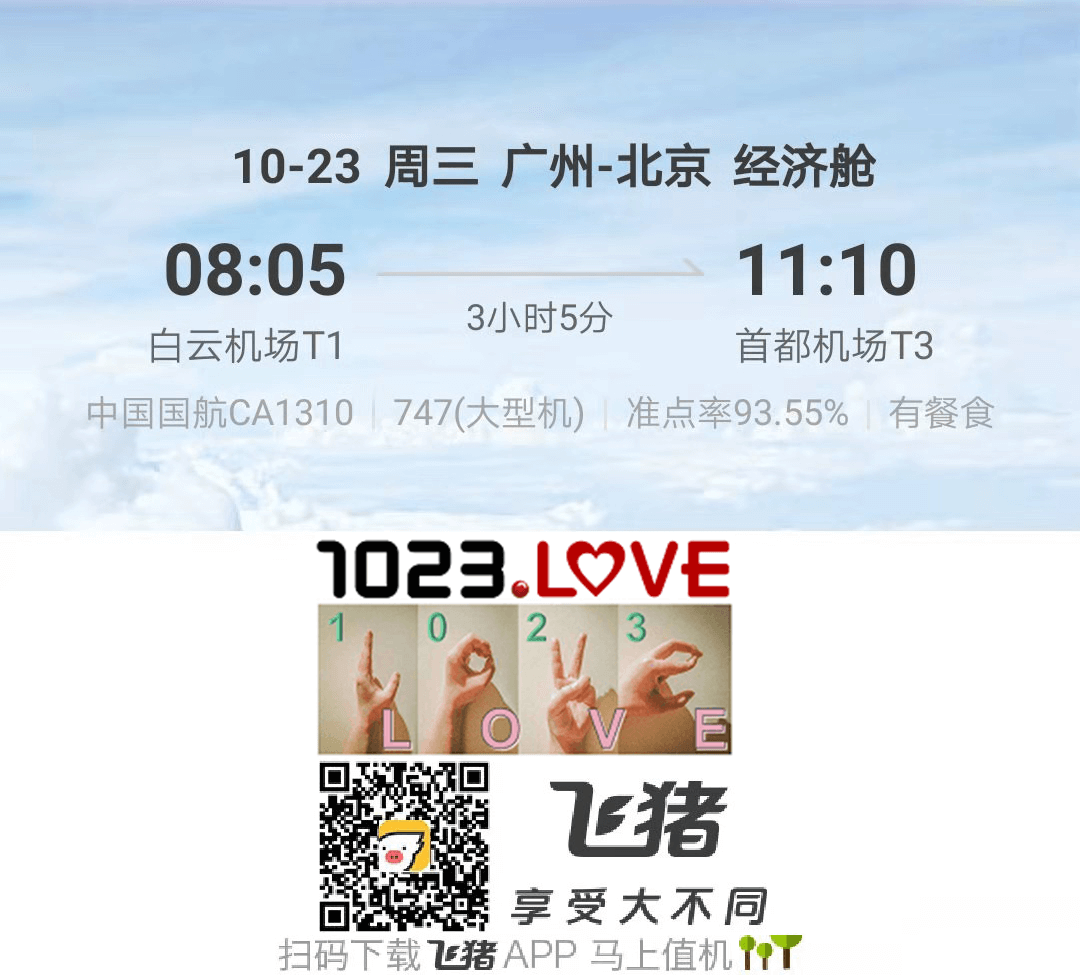 10-23 周三 广州-北京 经济舱
08:05 11:10
3小时5分
白云机场T1 首都机场T3
中国国航CA1310 | 747(大型机) | 准点率93.55% | 有餐食
1023.LOVE
1 0 2 3
L O V E
飞猪
享受大不同
扫码下载 飞猪 APP 马上值机